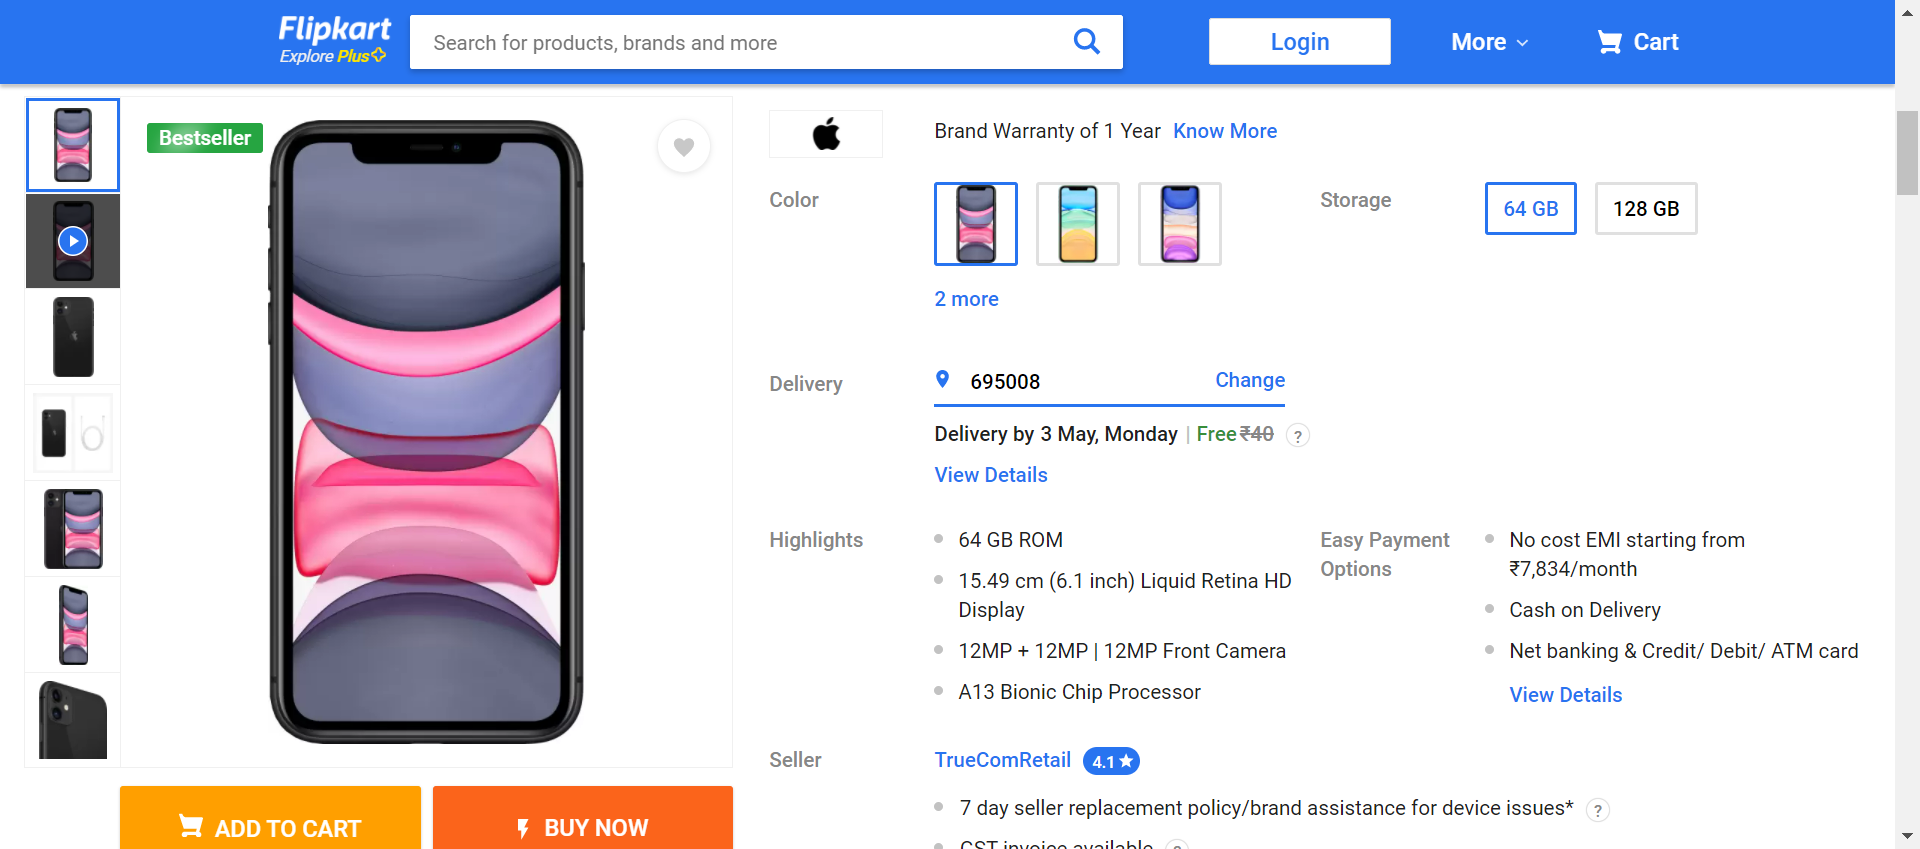 Flipkart
Explore Plus
Search for products, brands and more
Login
More
Cart
Bestseller
Brand Warranty of 1 Year Know More
Color
2 more
Storage
64 GB
128 GB
Delivery
695008
Change
Delivery by 3 May, Monday | Free ₹40 ?
View Details
Highlights
64 GB ROM
15.49 cm (6.1 inch) Liquid Retina HD
Display
12MP + 12MP | 12MP Front Camera
A13 Bionic Chip Processor
Easy Payment
Options
No cost EMI starting from
₹7,834/month
Cash on Delivery
Net banking & Credit/ Debit/ ATM card
View Details
Seller
TrueComRetail 4.1★
7 day seller replacement policy/brand assistance for device issues* ?
GST invoice available ?
ADD TO CART
BUY NOW